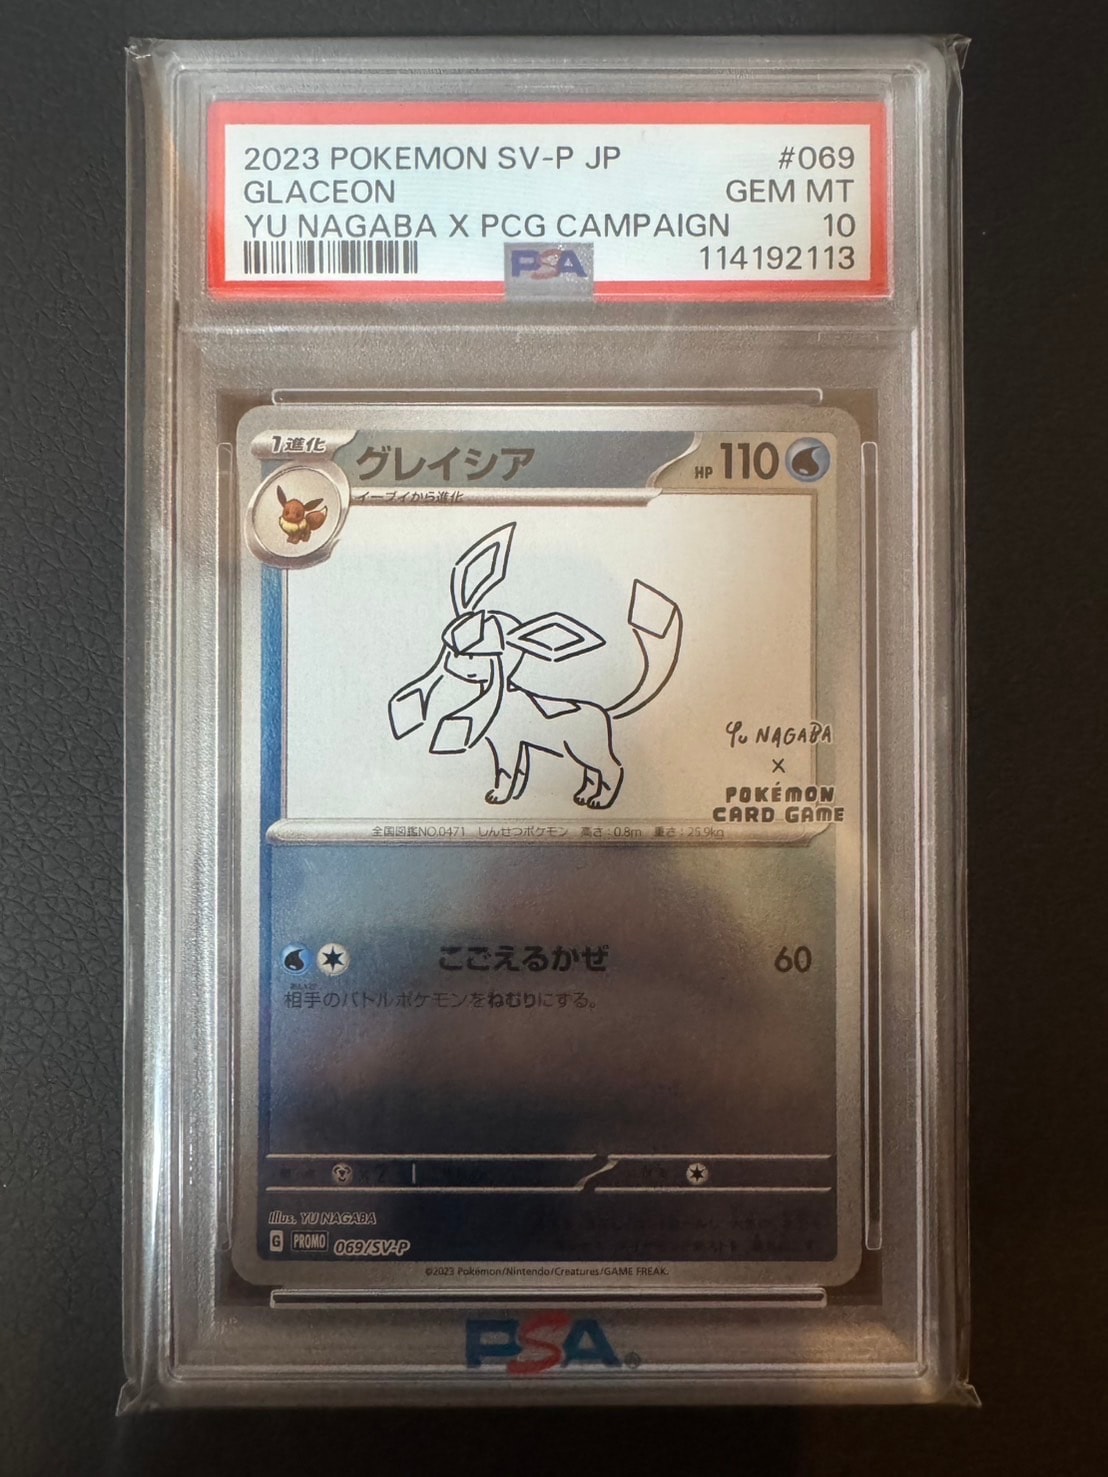 2023 POKEMON SV-P JP #069
GLACEON GEM MT
YU NAGABA X PCG CAMPAIGN 10
PSA 114192113
1進化 グレイシア HP 110
イーブイから進化
Yu NAGABA
×
POKÉMON
CARD GAME
全国図鑑NO.0471 しんせつポケモン 高さ:0.8m 重さ:25.9kg
こごえるかぜ 60
相手のバトルポケモンをねむりにする。
×2
Illus. YU NAGABA
G PROMO 069/SV-P
©2023 Pokémon/Nintendo/Creatures/GAME FREAK.
PSA